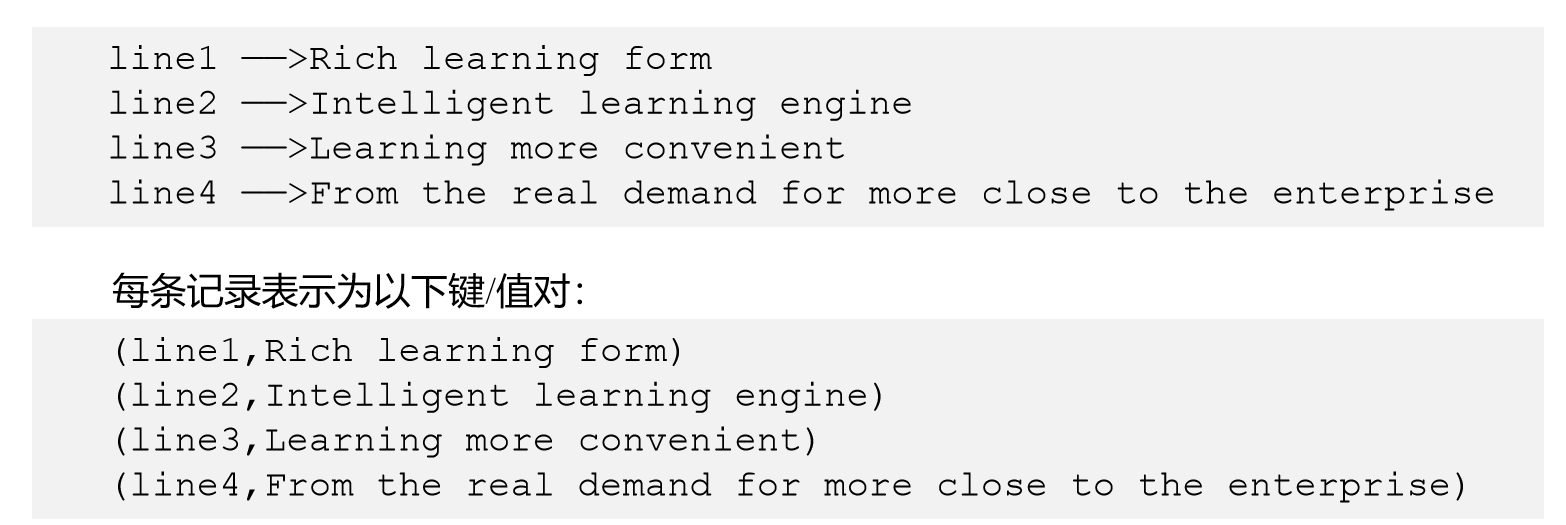 line1 ——>Rich learning form
line2 ——>Intelligent learning engine
line3 ——>Learning more convenient
line4 ——>From the real demand for more close to the enterprise
每条记录表示为以下键/值对：
(line1,Rich learning form)
(line2,Intelligent learning engine)
(line3,Learning more convenient)
(line4,From the real demand for more close to the enterprise)